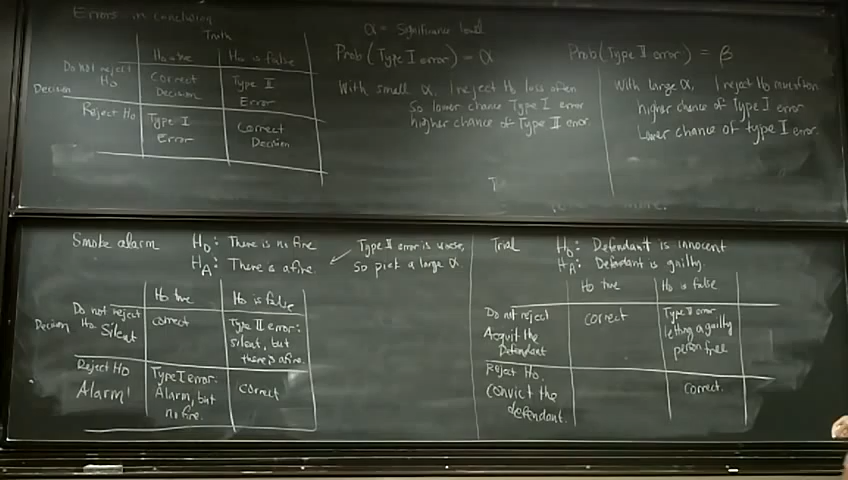 Errors in conclusion
Truth
H0 true
H0 is false
Decision
Do not reject
H0
Correct
Decision
Type II
Error
Reject H0
Type I
Error
Correct
Decision
α = Significance level
Prob (Type I error) = α
With small α, I reject H0 less often
So lower chance Type I error
higher chance of Type II error
Prob (Type II error) = β
With large α, I reject H0 more often
higher chance of Type I error
Lower chance of type II error.
Smoke alarm
H0: There is no fire
HA: There is a fire.
Type II error is worse,
So pick a large α.
H0 true
H0 is false
Decision
Do not reject
H0 Silent
correct
Type II error:
silent, but
there is a fire.
Reject H0
Alarm!
Type I error:
Alarm, but
no fire.
correct
Trial
H0: Defendant is innocent
HA: Defendant is guilty
H0 true
H0 is false
Do not reject
Acquit the
Defendant
correct
Type II error
letting a guilty
person free
Reject H0.
Convict the
defendant.
correct.